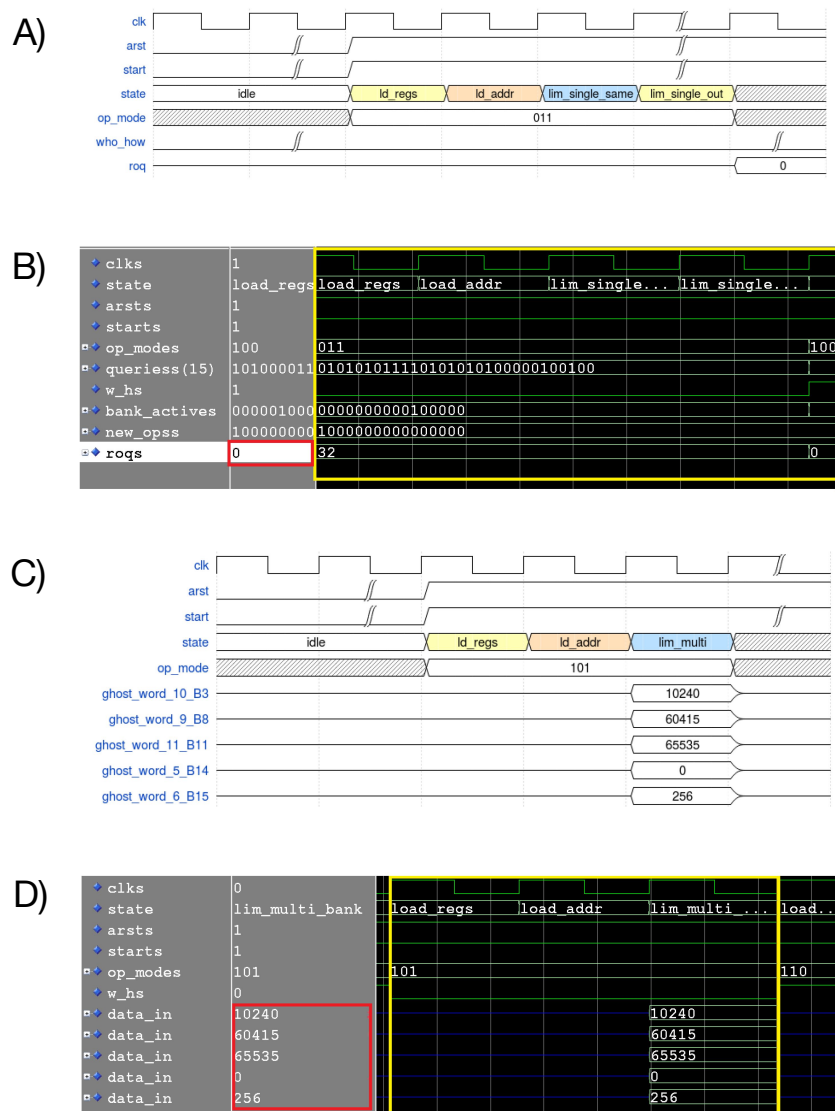 A)
clk
arst
start
state idle ld_regs ld_addr lim_single_same lim_single_out
op_mode 011
who_how
roq 0
B)
clks 1
state load_regs load_regs load_addr lim_single... lim_single...
arsts 1
starts 1
op_modes 100 011 100
queriess(15) 101000011 0101010101111010101010100000100100
w_hs 1
bank_actives 000001000 0000000000100000
new_opss 100000000 1000000000000000
roqs 0 32 0
C)
clk
arst
start
state idle ld_regs ld_addr lim_multi
op_mode 101
ghost_word_10_B3 10240
ghost_word_9_B8 60415
ghost_word_11_B11 65535
ghost_word_5_B14 0
ghost_word_6_B15 256
D)
clks 0
state lim_multi_bank load_regs load_addr lim_multi_... load..
arsts 1
starts 1
op_modes 101 101 110
w_hs 0
data_in 10240 10240
data_in 60415 60415
data_in 65535 65535
data_in 0 0
data_in 256 256